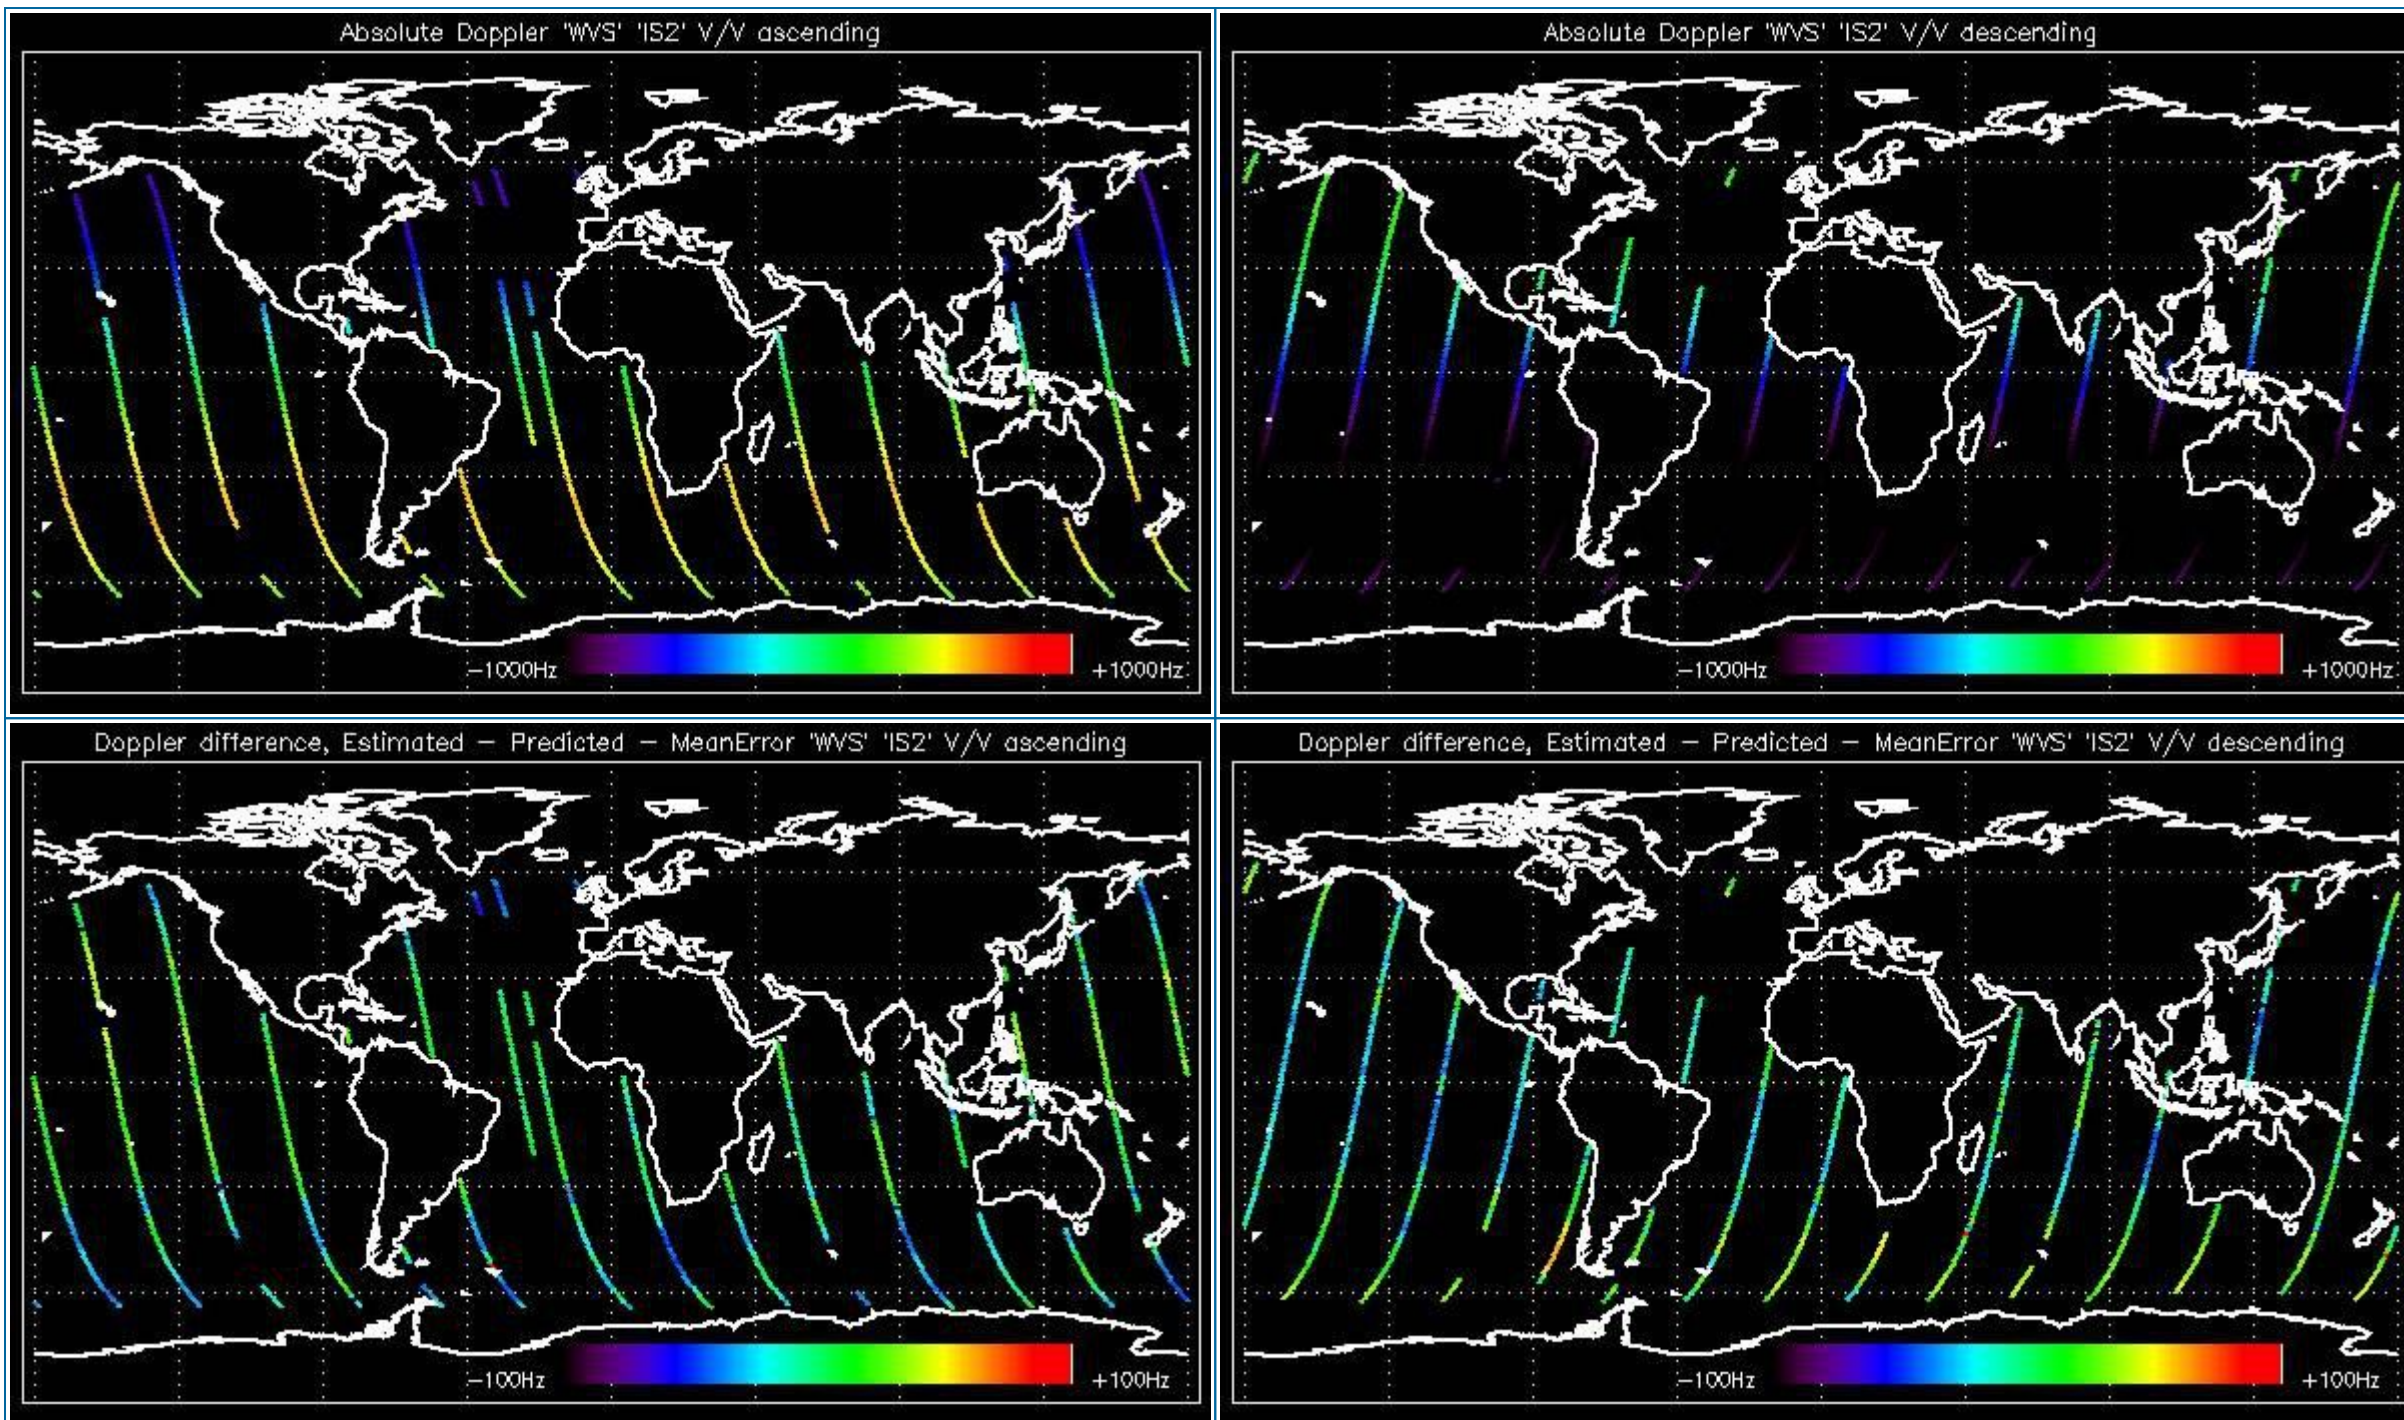 Absolute Doppler 'WVS' 'IS2' V/V ascending
-1000Hz +1000Hz
Absolute Doppler 'WVS' 'IS2' V/V descending
-1000Hz +1000Hz
Doppler difference, Estimated - Predicted - MeanError 'WVS' 'IS2' V/V ascending
-100Hz +100Hz
Doppler difference, Estimated - Predicted - MeanError 'WVS' 'IS2' V/V descending
-100Hz +100Hz